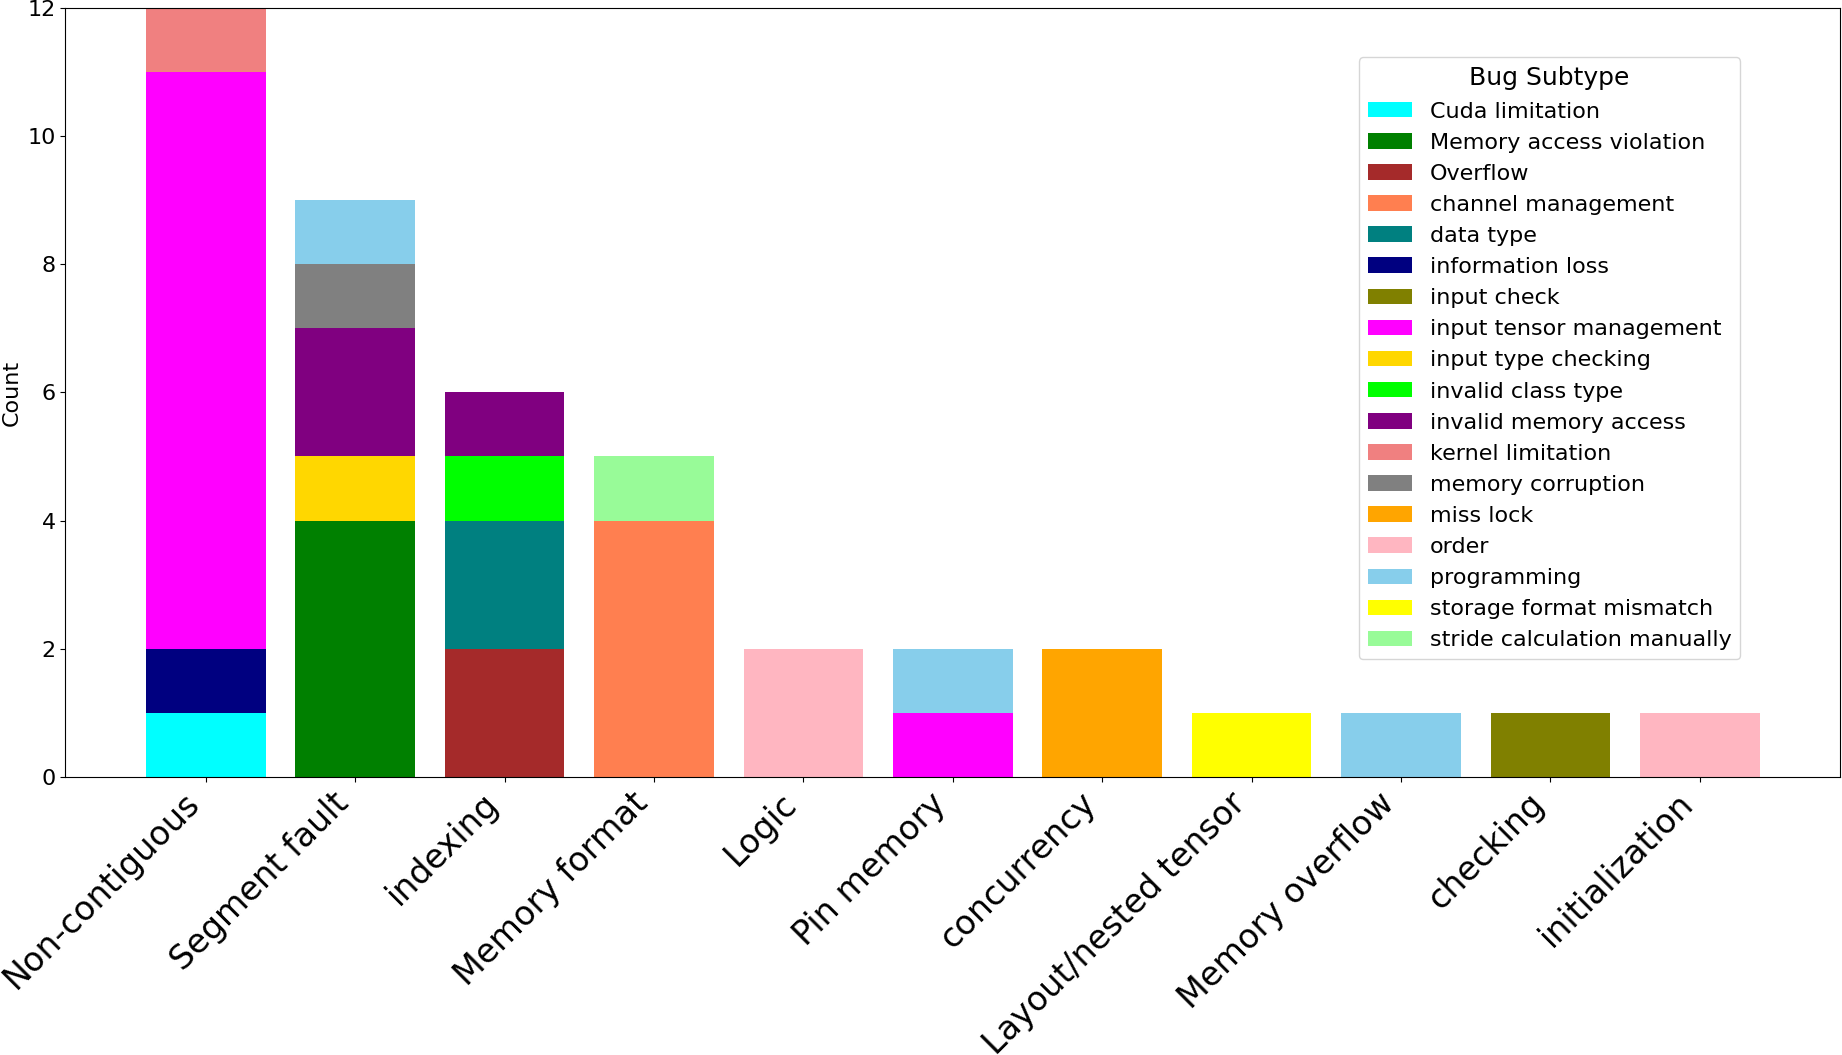 12
10
8
6
4
2
0
Count
Bug Subtype
Cuda limitation
Memory access violation
Overflow
channel management
data type
information loss
input check
input tensor management
input type checking
invalid class type
invalid memory access
kernel limitation
memory corruption
miss lock
order
programming
storage format mismatch
stride calculation manually
Non-contiguous
Segment fault
indexing
Memory format
Logic
Pin memory
concurrency
Layout/nested tensor
Memory overflow
checking
initialization